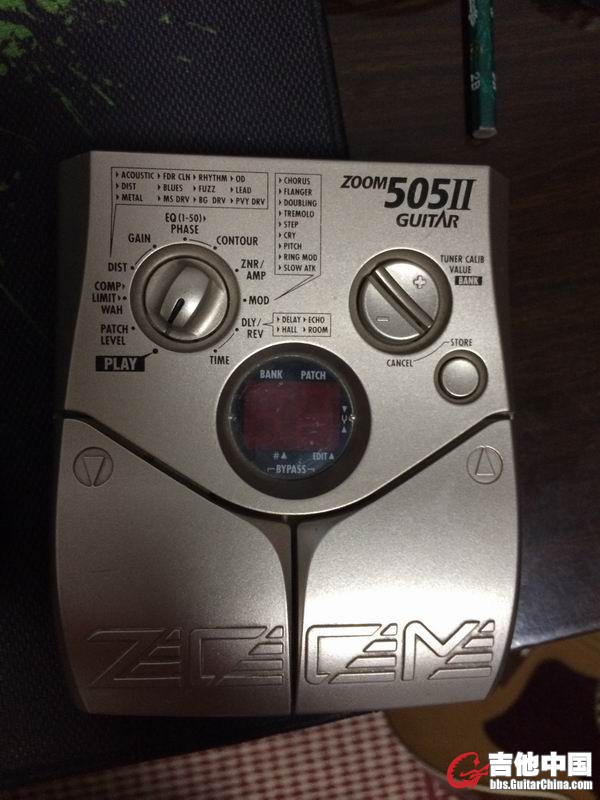 2B
▸ACOUSTIC ▸FDR CLN ▸RHYTHM ▸OD
▸DIST ▸BLUES ▸FUZZ ▸LEAD
▸METAL ▸MS DRV ▸BG DRV ▸PVY DRV
▸CHORUS
▸FLANGER
▸DOUBLING
▸TREMOLO
▸STEP
▸CRY
▸PITCH
▸RING MOD
▸SLOW ATK
ZOOM 505II
GUITAR
EQ (1-50)▸
PHASE
GAIN
CONTOUR
DIST
ZNR/
AMP
COMP▸
LIMIT▸
WAH
MOD
PATCH
LEVEL
DLY/
REV
▸DELAY ▸ECHO
▸HALL ▸ROOM
PLAY
TIME
TUNER CALIB
VALUE
BANK
+
−
STORE
CANCEL
BANK PATCH
▼
Y
▲
#▲ EDIT▲
BYPASS
▽
△
ZOOM
吉他中国
bbs.GuitarChina.com